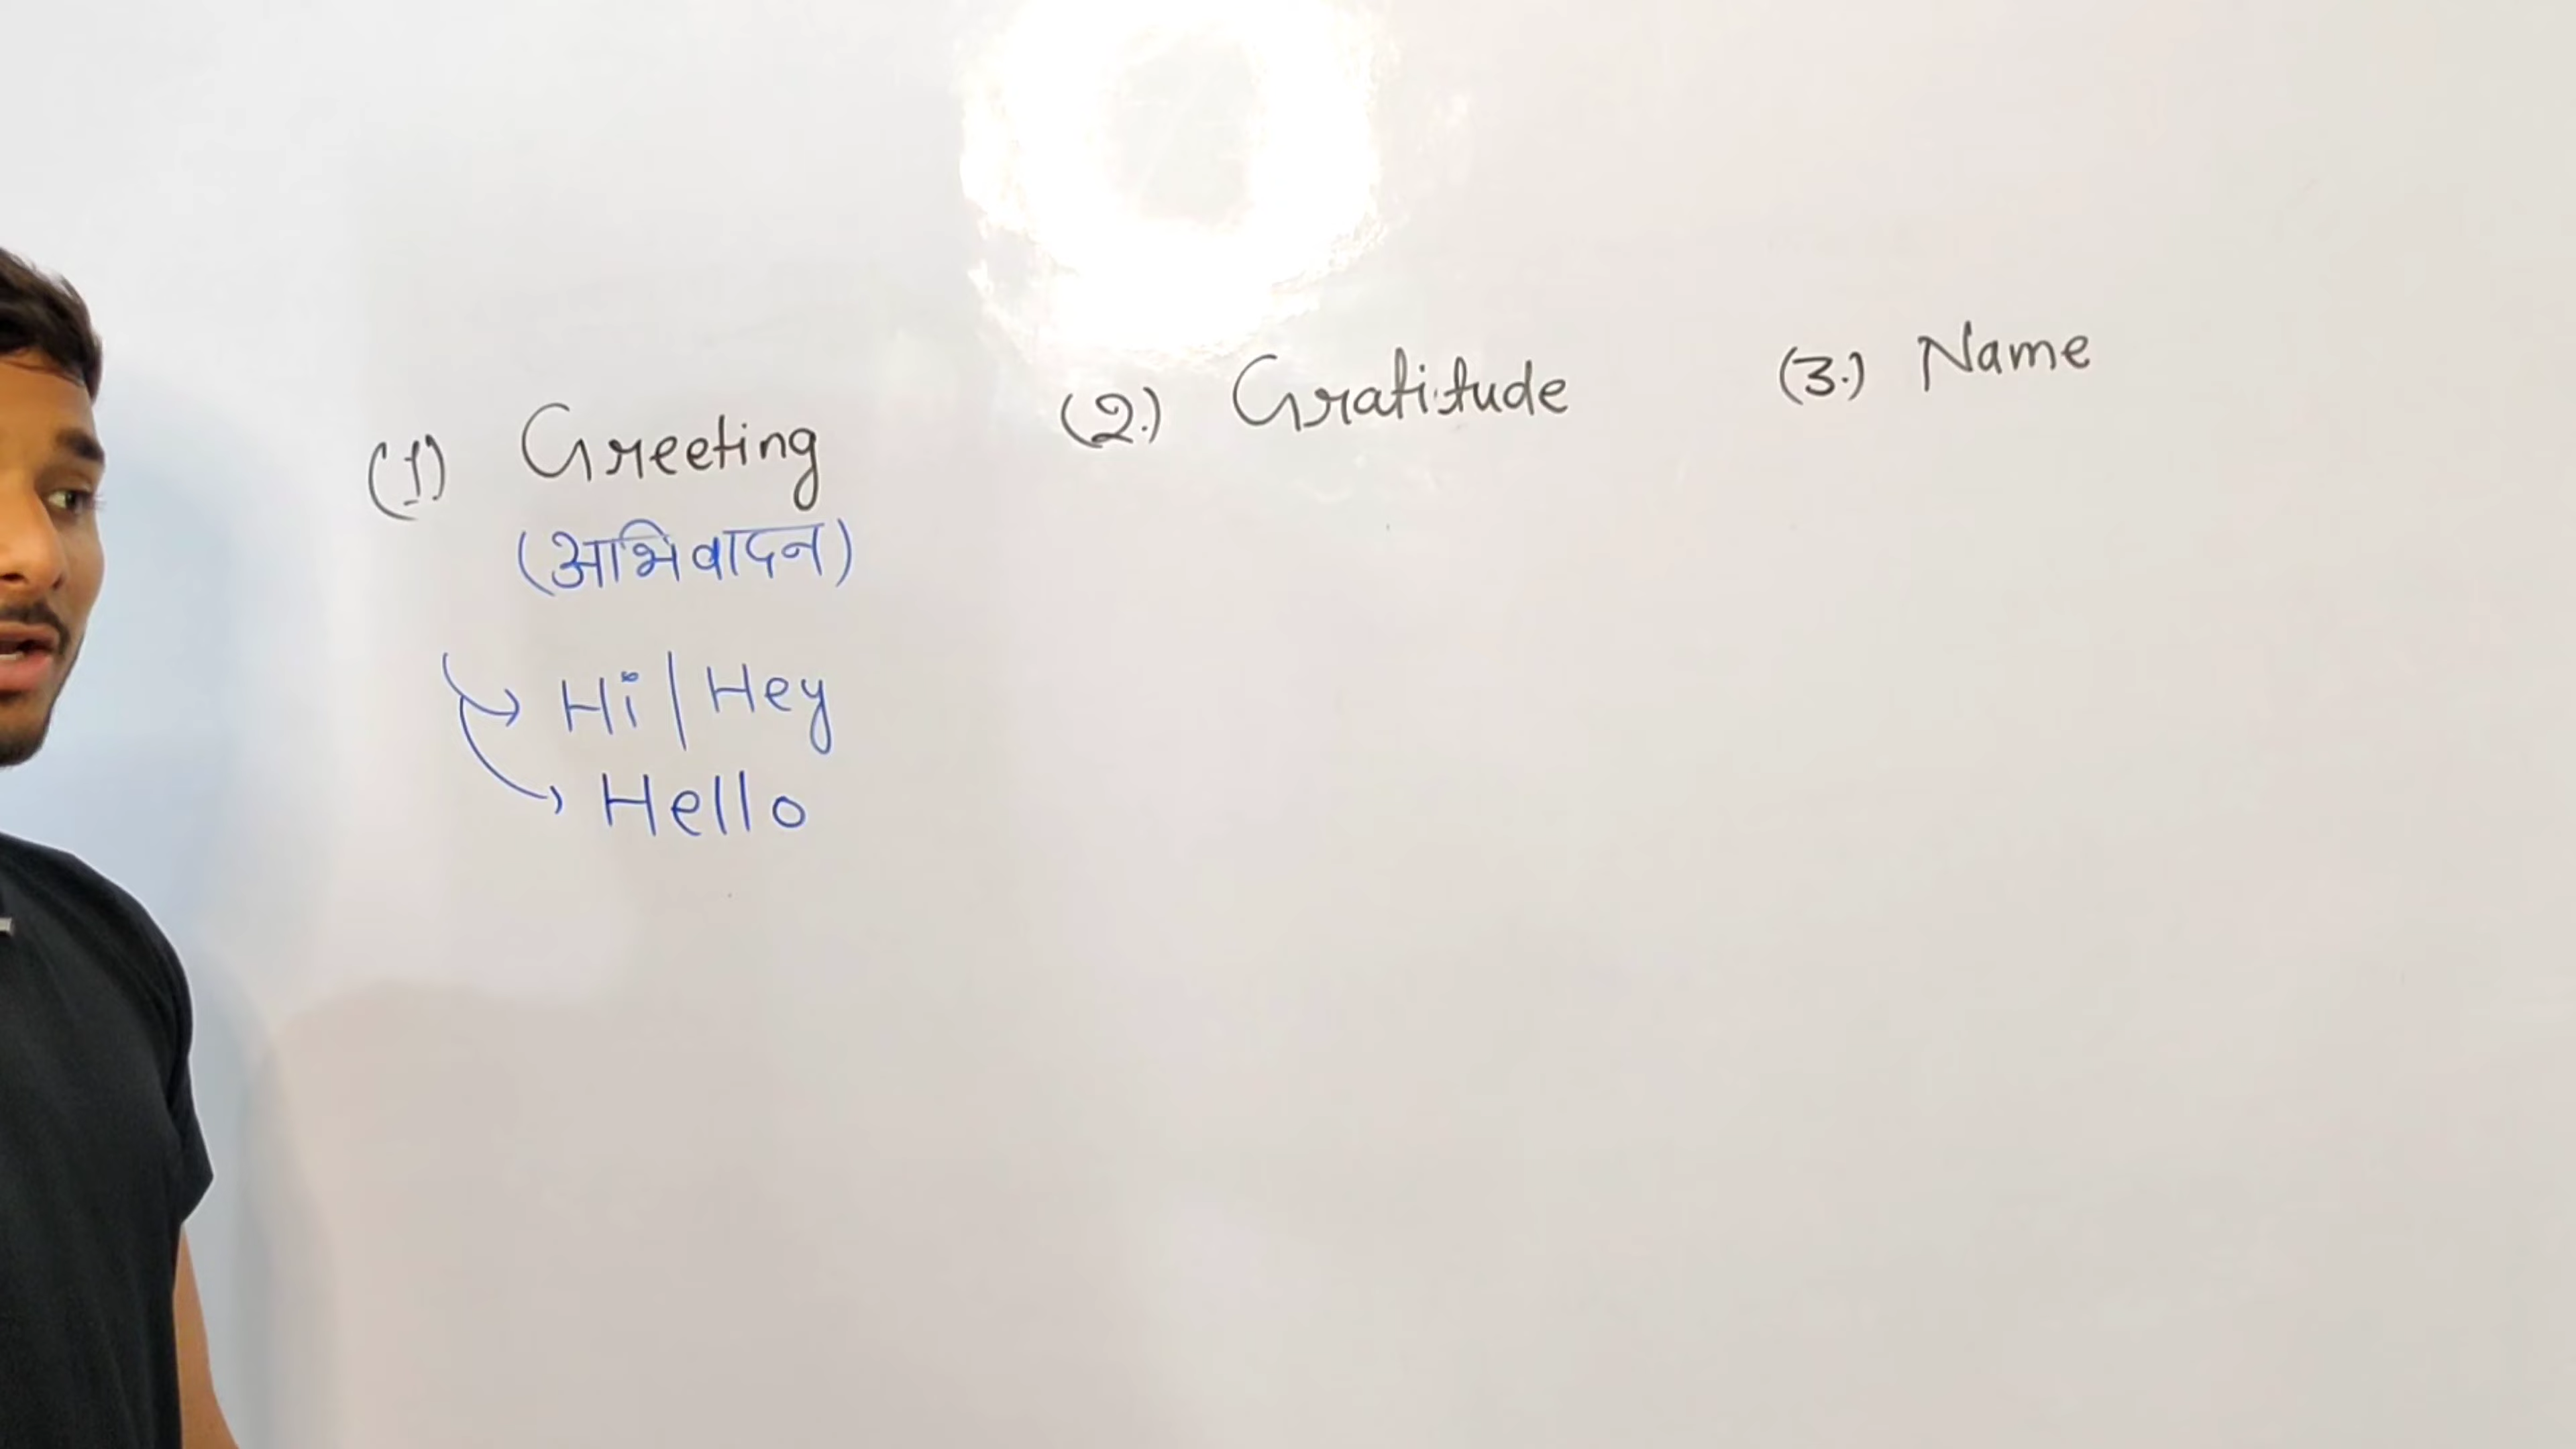 (1) Greeting
(अभिवादन)
Hi | Hey
Hello
(2.) Gratitude
(3.) Name